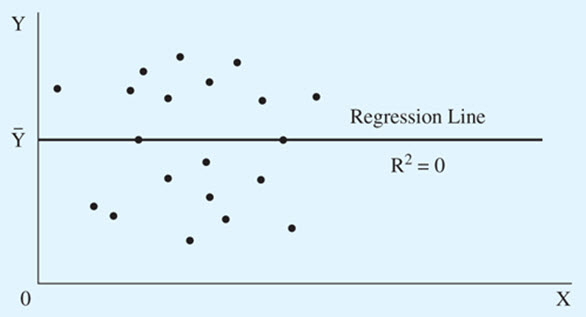 Y
Ȳ
Regression Line
R² = 0
0
X